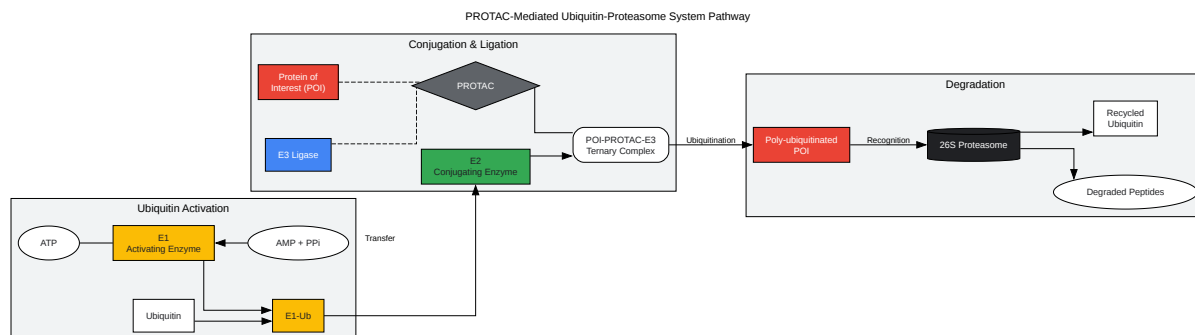 PROTAC-Mediated Ubiquitin-Proteasome System Pathway
Conjugation & Ligation
Protein of
Interest (POI)
PROTAC
E3 Ligase
E2
Conjugating Enzyme
POI-PROTAC-E3
Ternary Complex
Ubiquitination
Degradation
Poly-ubiquitinated
POI
Recognition
26S Proteasome
Recycled
Ubiquitin
Degraded Peptides
Ubiquitin Activation
ATP
E1
Activating Enzyme
AMP + PPi
Transfer
Ubiquitin
E1-Ub